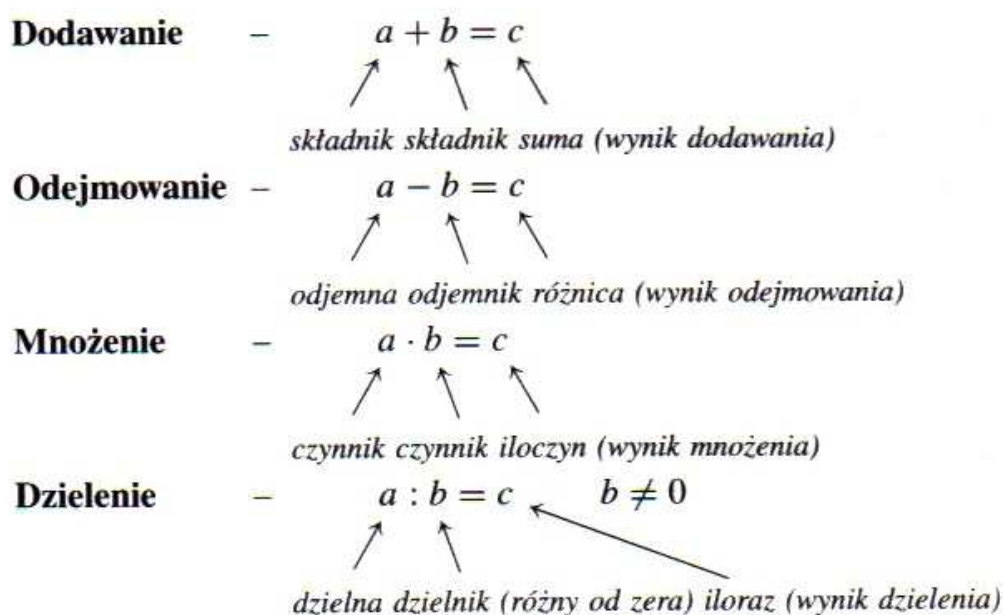 Dodawanie – a + b = c
składnik składnik suma (wynik dodawania)
Odejmowanie – a − b = c
odjemna odjemnik różnica (wynik odejmowania)
Mnożenie – a · b = c
czynnik czynnik iloczyn (wynik mnożenia)
Dzielenie – a : b = c b ≠ 0
dzielna dzielnik (różny od zera) iloraz (wynik dzielenia)